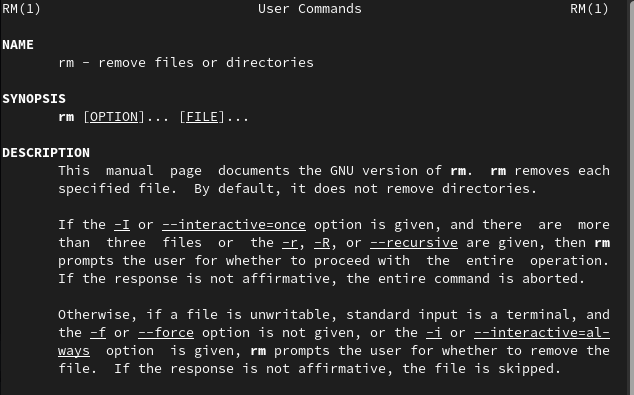 RM(1) User Commands RM(1)
NAME
rm - remove files or directories
SYNOPSIS
rm [OPTION]... [FILE]...
DESCRIPTION
This manual page documents the GNU version of rm. rm removes each
specified file. By default, it does not remove directories.
If the -I or --interactive=once option is given, and there are more
than three files or the -r, -R, or --recursive are given, then rm
prompts the user for whether to proceed with the entire operation.
If the response is not affirmative, the entire command is aborted.
Otherwise, if a file is unwritable, standard input is a terminal, and
the -f or --force option is not given, or the -i or --interactive=al-
ways option is given, rm prompts the user for whether to remove the
file. If the response is not affirmative, the file is skipped.